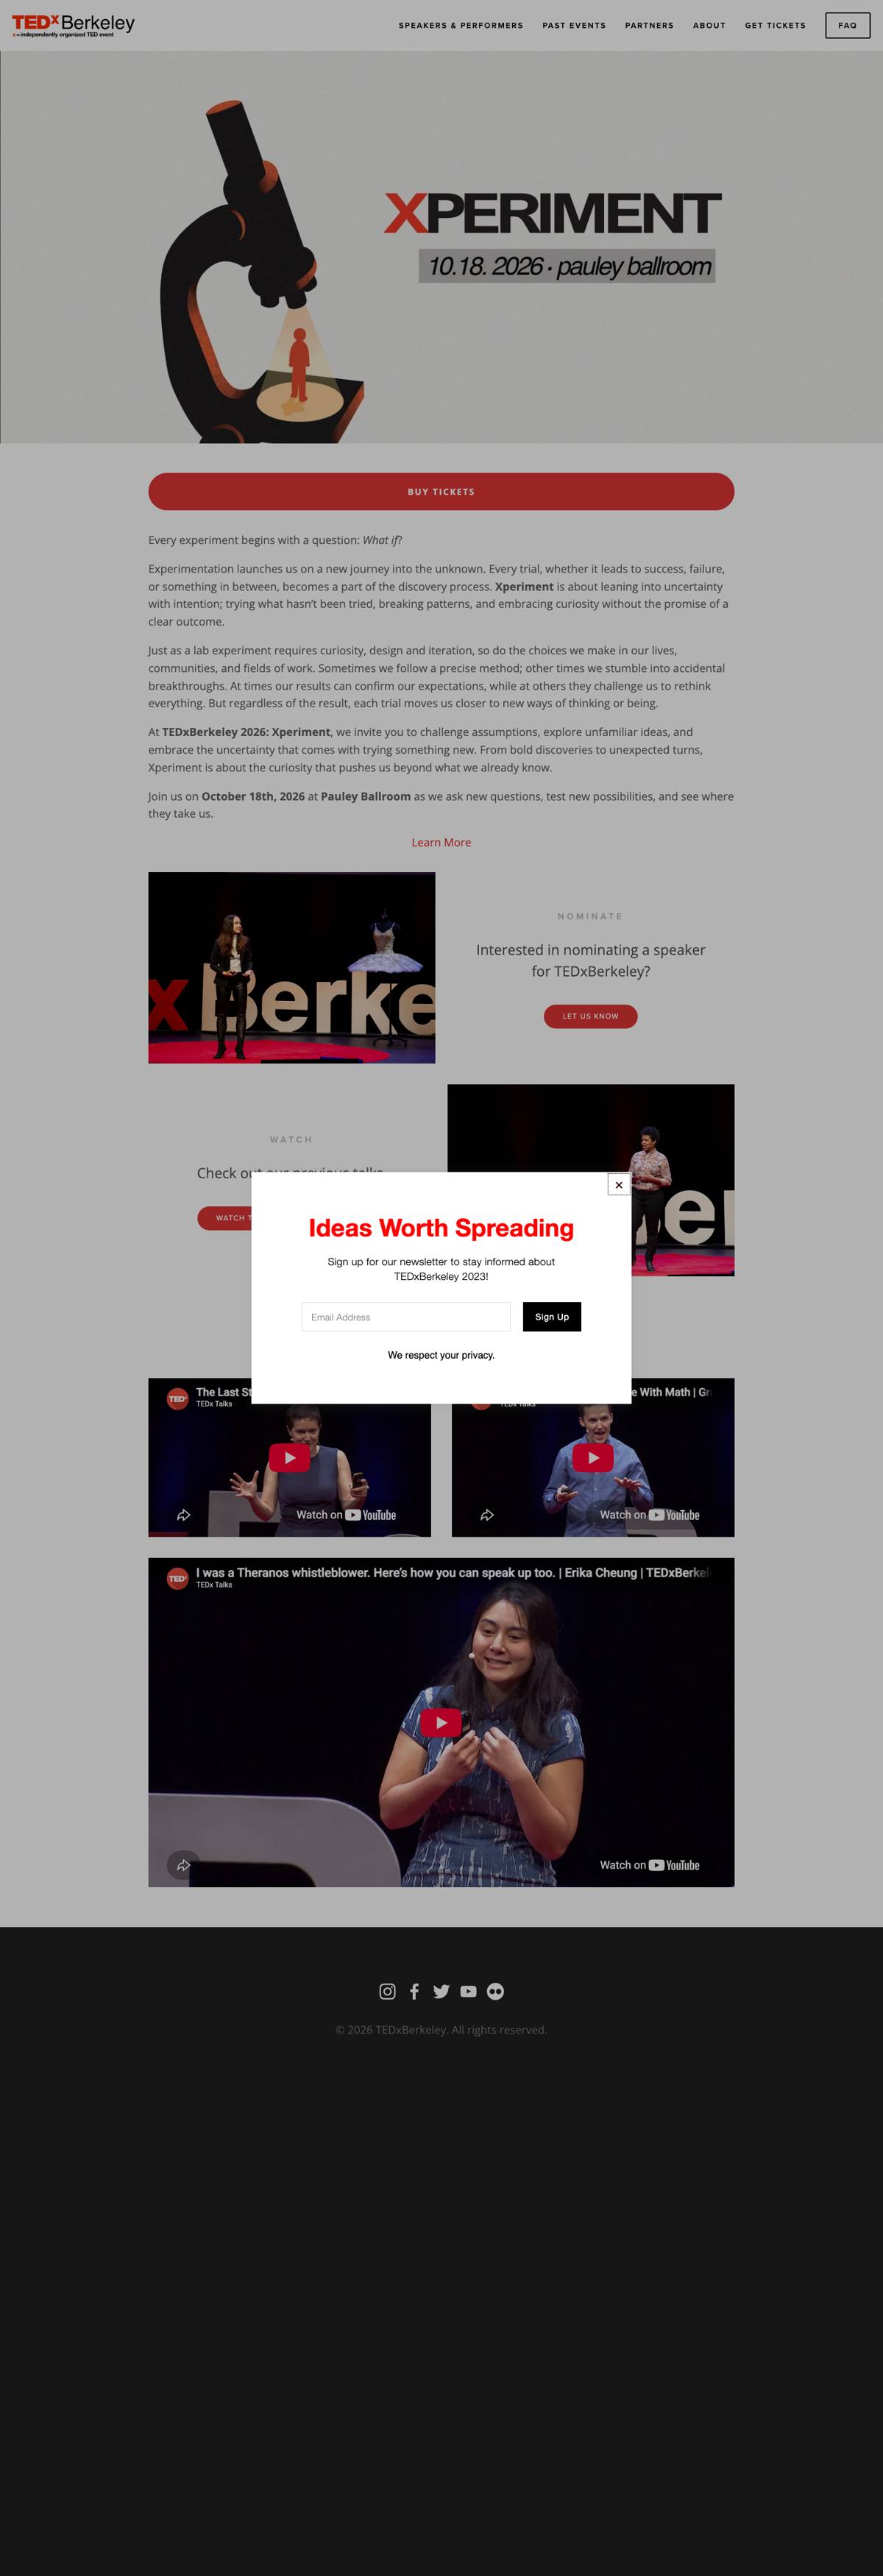 TEDxBerkeley
x = independently organized TED event
SPEAKERS & PERFORMERS
PAST EVENTS
PARTNERS
ABOUT
GET TICKETS
FAQ
XPERIMENT
10.18. 2026 · pauley ballroom
BUY TICKETS
Every experiment begins with a question: What if?
Experimentation launches us on a new journey into the unknown. Every trial, whether it leads to success, failure,
or something in between, becomes a part of the discovery process. Xperiment is about leaning into uncertainty
with intention; trying what hasn't been tried, breaking patterns, and embracing curiosity without the promise of a
clear outcome.
Just as a lab experiment requires curiosity, design and iteration, so do the choices we make in our lives,
communities, and fields of work. Sometimes we follow a precise method; other times we stumble into accidental
breakthroughs. At times our results can confirm our expectations, while at others they challenge us to rethink
everything. But regardless of the result, each trial moves us closer to new ways of thinking or being.
At TEDxBerkeley 2026: Xperiment, we invite you to challenge assumptions, explore unfamiliar ideas, and
embrace the uncertainty that comes with trying something new. From bold discoveries to unexpected turns,
Xperiment is about the curiosity that pushes us beyond what we already know.
Join us on October 18th, 2026 at Pauley Ballroom as we ask new questions, test new possibilities, and see where
they take us.
Learn More
xBerke
NOMINATE
Interested in nominating a speaker
for TEDxBerkeley?
LET US KNOW
WATCH
Check out our previous talks
WATCH T
er
×
Ideas Worth Spreading
Sign up for our newsletter to stay informed about
TEDxBerkeley 2023!
Email Address
Sign Up
We respect your privacy.
TEDx
The Last St
TEDx Talks
Watch on YouTube
e With Math | Gr
TEDx Talks
Watch on YouTube
TEDx
I was a Theranos whistleblower. Here's how you can speak up too. | Erika Cheung | TEDxBerkel
TEDx Talks
Watch on YouTube
© 2026 TEDxBerkeley. All rights reserved.